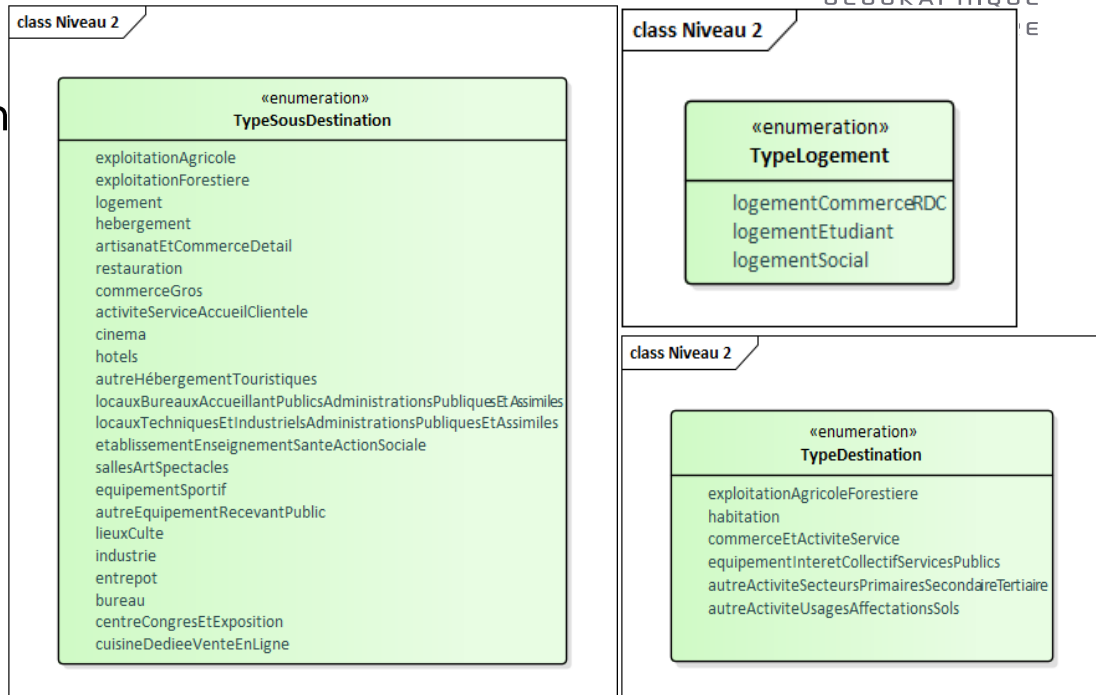 class Niveau 2
«enumeration»
TypeSousDestination
exploitationAgricole
exploitationForestiere
logement
hebergement
artisanatEtCommerceDetail
restauration
commerceGros
activiteServiceAccueilClientele
cinema
hotels
autreHébergementTouristiques
locauxBureauxAccueillantPublicsAdministrationsPubliquesEtAssimiles
locauxTechniquesEtIndustrielsAdministrationsPubliquesEtAssimiles
etablissementEnseignementSanteActionSociale
sallesArtSpectacles
equipementSportif
autreEquipementRecevantPublic
lieuxCulte
industrie
entrepot
bureau
centreCongresEtExposition
cuisineDedieeVenteEnLigne
class Niveau 2
«enumeration»
TypeLogement
logementCommerceRDC
logementEtudiant
logementSocial
class Niveau 2
«enumeration»
TypeDestination
exploitationAgricoleForestiere
habitation
commerceEtActiviteService
equipementInteretCollectifServicesPublics
autreActiviteSecteursPrimairesSecondaireTertiaire
autreActiviteUsagesAffectationsSols